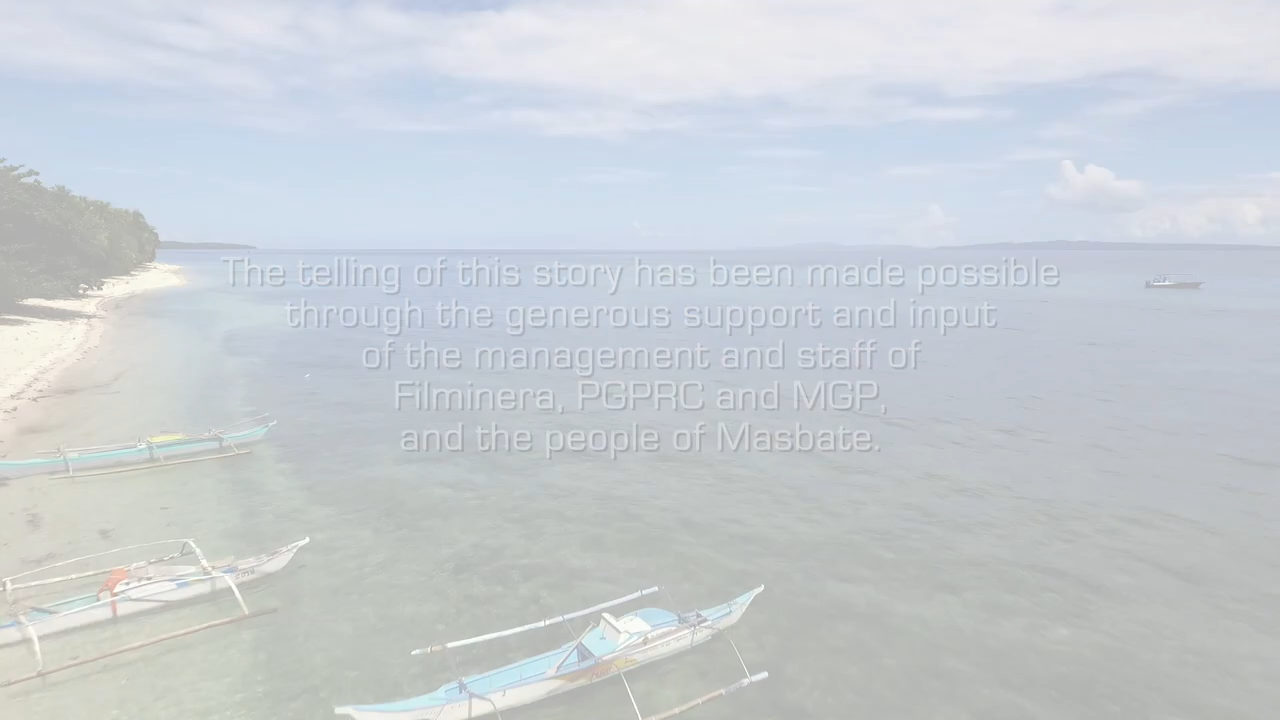 The telling of this story has been made possible
through the generous support and input
of the management and staff of
Filminera, PGPRC and MGP,
and the people of Masbate.